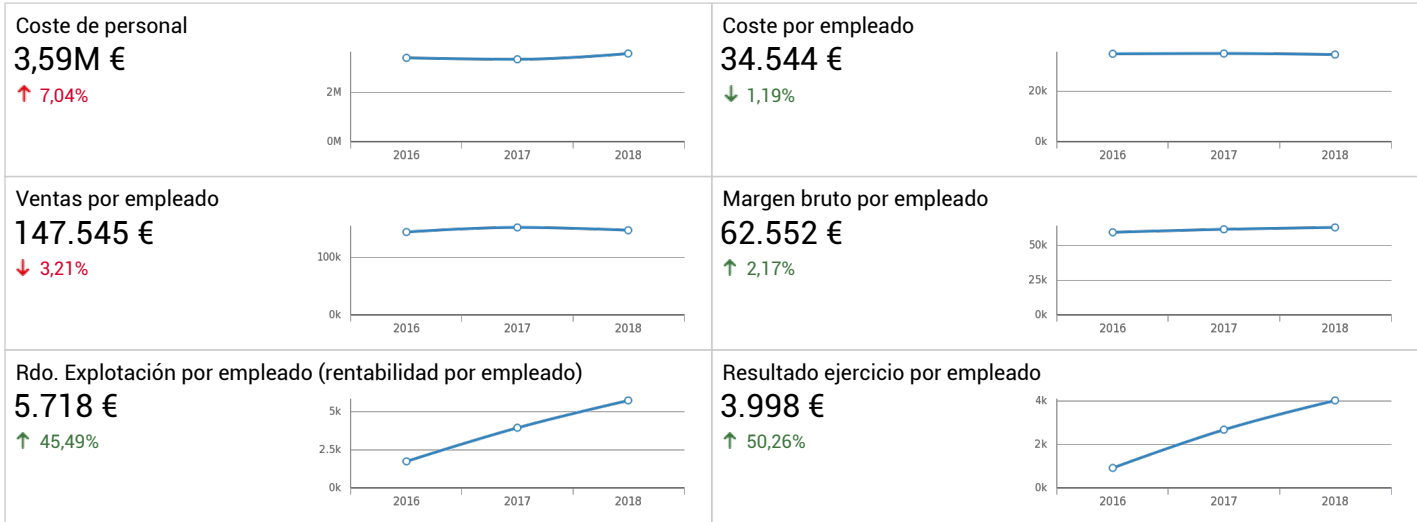 Coste de personal
3,59M €
↑ 7,04%
2M
0M
2016 2017 2018
Coste por empleado
34.544 €
↓ 1,19%
20k
0k
2016 2017 2018
Ventas por empleado
147.545 €
↓ 3,21%
100k
0k
2016 2017 2018
Margen bruto por empleado
62.552 €
↑ 2,17%
50k
25k
0k
2016 2017 2018
Rdo. Explotación por empleado (rentabilidad por empleado)
5.718 €
↑ 45,49%
5k
2.5k
0k
2016 2017 2018
Resultado ejercicio por empleado
3.998 €
↑ 50,26%
4k
2k
0k
2016 2017 2018